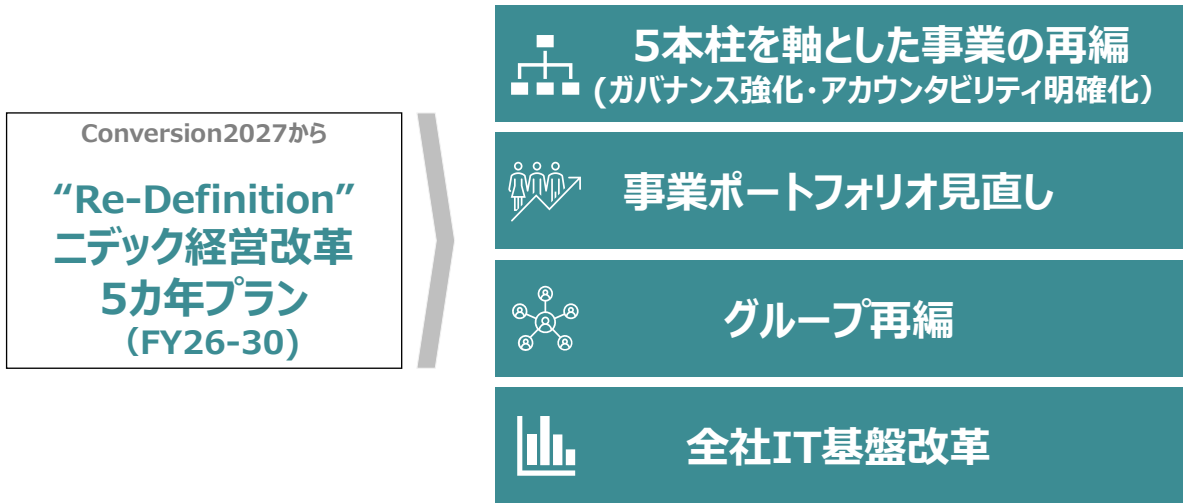 Conversion2027から
“Re-Definition”
ニデック経営改革
5カ年プラン
（FY26-30)
5本柱を軸とした事業の再編
(ガバナンス強化・アカウンタビリティ明確化）
事業ポートフォリオ見直し
グループ再編
全社IT基盤改革